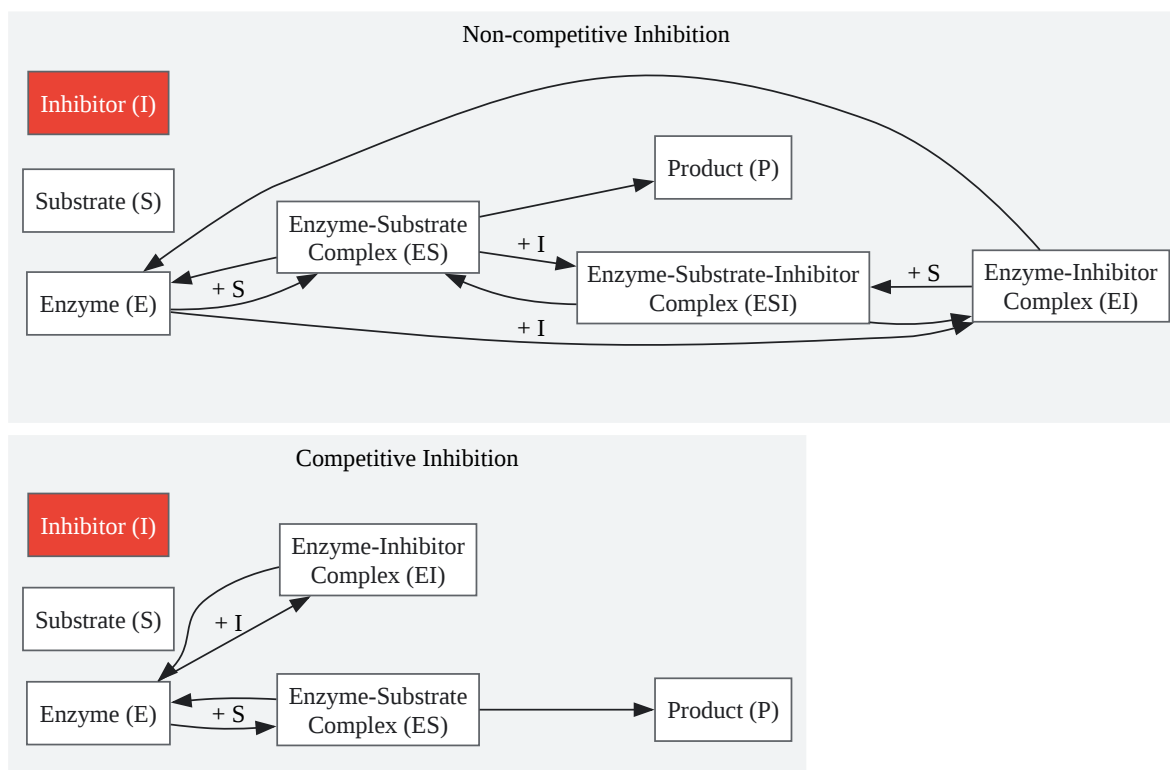 Non-competitive Inhibition
Inhibitor (I)
Product (P)
Substrate (S)
Enzyme-Substrate
Complex (ES)
+ I
Enzyme-Substrate-Inhibitor
Complex (ESI)
+ S
Enzyme-Inhibitor
Complex (EI)
Enzyme (E)
+ S
+ I
Competitive Inhibition
Inhibitor (I)
Enzyme-Inhibitor
Complex (EI)
Substrate (S)
+ I
Enzyme (E)
+ S
Enzyme-Substrate
Complex (ES)
Product (P)